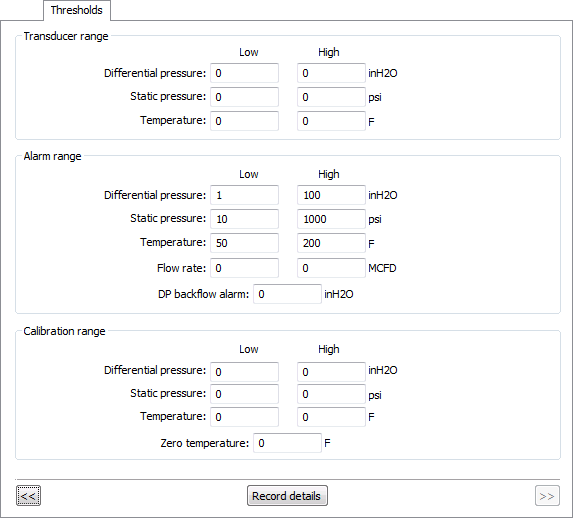 Thresholds
Transducer range
Low High
Differential pressure: 0 0 inH2O
Static pressure: 0 0 psi
Temperature: 0 0 F
Alarm range
Low High
Differential pressure: 1 100 inH2O
Static pressure: 10 1000 psi
Temperature: 50 200 F
Flow rate: 0 0 MCFD
DP backflow alarm: 0 inH2O
Calibration range
Low High
Differential pressure: 0 0 inH2O
Static pressure: 0 0 psi
Temperature: 0 0 F
Zero temperature: 0 F
<< Record details >>